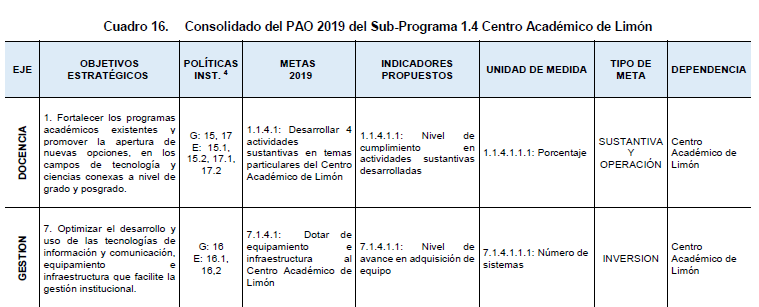 Cuadro 16. Consolidado del PAO 2019 del Sub-Programa 1.4 Centro Académico de Limón
EJE
OBJETIVOS
ESTRATÉGICOS
POLÍTICAS
INST. 4
METAS
2019
INDICADORES
PROPUESTOS
UNIDAD DE MEDIDA
TIPO DE
META
DEPENDENCIA
DOCENCIA
1. Fortalecer los programas
académicos existentes y
promover la apertura de
nuevas opciones, en los
campos de tecnología y
ciencias conexas a nivel de
grado y posgrado.
G: 15, 17
E: 15.1,
15.2, 17.1,
17.2
1.1.4.1: Desarrollar 4
actividades
sustantivas en temas
particulares del Centro
Académico de Limón
1.1.4.1.1: Nivel de
cumplimiento en
actividades sustantivas
desarrolladas
1.1.4.1.1.1: Porcentaje
SUSTANTIVA
Y
OPERACIÓN
Centro
Académico de
Limón
GESTION
7. Optimizar el desarrollo y
uso de las tecnologías de
información y comunicación,
equipamiento e
infraestructura que facilite la
gestión institucional.
G: 16
E: 16.1,
16,2
7.1.4.1: Dotar de
equipamiento e
infraestructura al
Centro Académico de
Limón
7.1.4.1.1: Nivel de
avance en adquisición de
equipo
7.1.4.1.1.1: Número de
sistemas
INVERSION
Centro
Académico de
Limón